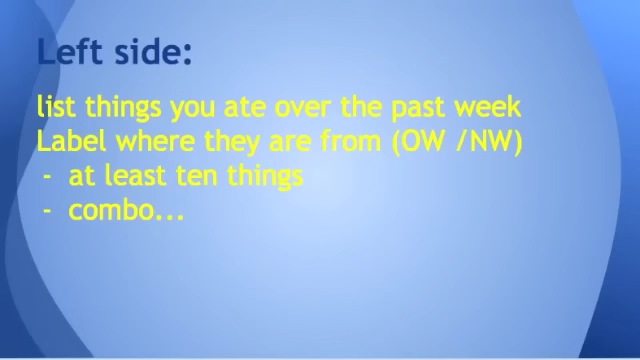 Left side:
list things you ate over the past week
Label where they are from (OW /NW)
- at least ten things
- combo...